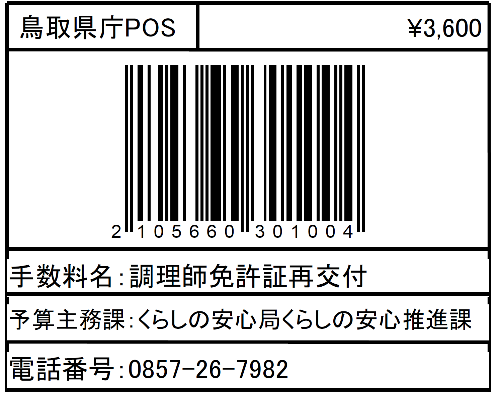 鳥取県庁POS ¥3,600
2 105660 301004
手数料名:調理師免許証再交付
予算主務課:くらしの安心局くらしの安心推進課
電話番号:0857-26-7982